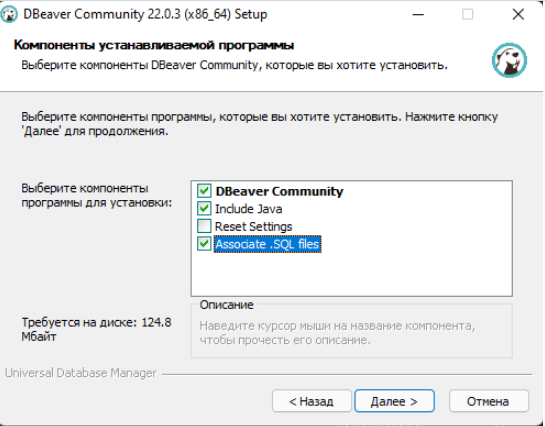 DBeaver Community 22.0.3 (x86_64) Setup
Компоненты устанавливаемой программы
Выберите компоненты DBeaver Community, которые вы хотите установить.
Выберите компоненты программы, которые вы хотите установить. Нажмите кнопку
'Далее' для продолжения.
Выберите компоненты
программы для установки:
DBeaver Community
Include Java
Reset Settings
Associate .SQL files
Требуется на диске: 124.8
Мбайт
Описание
Наведите курсор мыши на название компонента,
чтобы прочесть его описание.
Universal Database Manager
< Назад
Далее >
Отмена